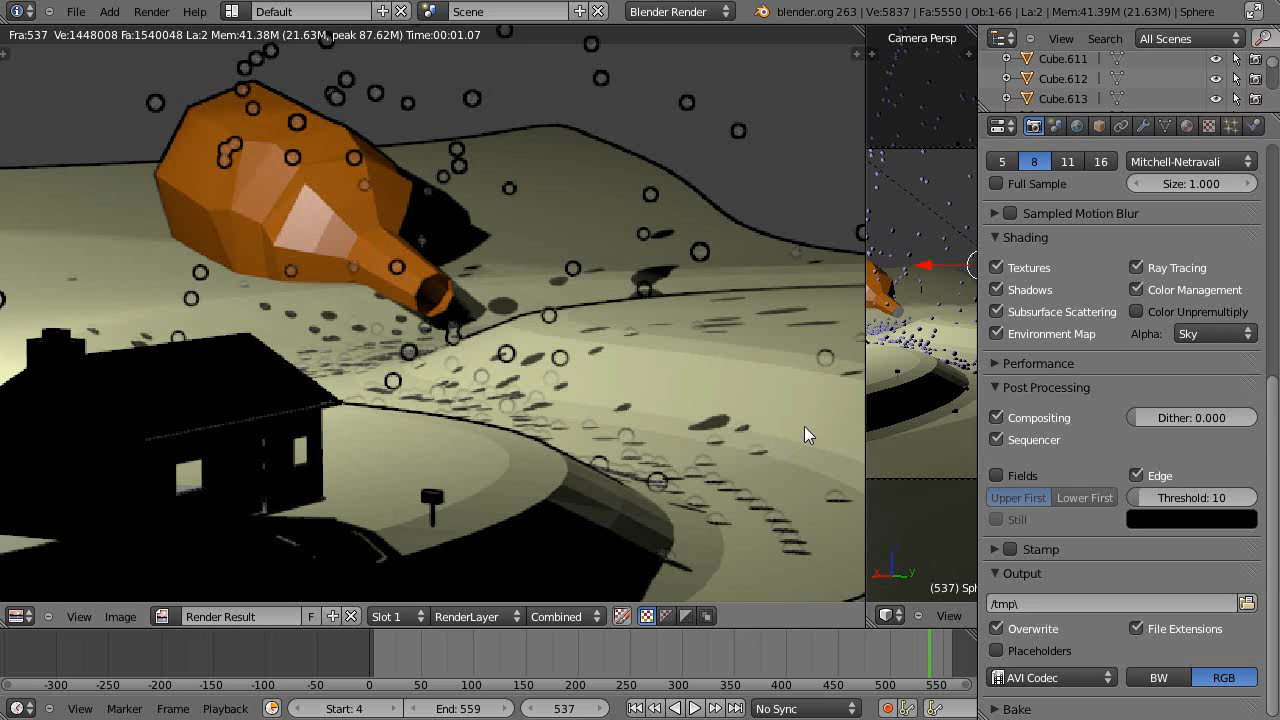 File Add Render Help Default Scene Blender Render blender.org 263 | Ve:5837 | Fa:5550 | Ob:1-66 | La:2 | Mem:41.39M (21.63M) | Sphere
Fra:537 Ve:1448008 Fa:1540048 La:2 Mem:41.38M (21.63M, peak 87.62M) Time:00:01.07
Camera Persp
View Search All Scenes
Cube.611
Cube.612
Cube.613
5 8 11 16 Mitchell-Netravali
Full Sample Size: 1.000
Sampled Motion Blur
Shading
Textures Ray Tracing
Shadows Color Management
Subsurface Scattering Color Unpremultiply
Environment Map Alpha: Sky
Performance
Post Processing
Compositing Dither: 0.000
Sequencer
Fields Edge
Upper First Lower First Threshold: 10
Still
Stamp
Output
/tmp\
Overwrite File Extensions
Placeholders
AVI Codec BW RGB
Bake
x y
(537) Sph
View Image Render Result F Slot 1 RenderLayer Combined
View
-300 -250 -200 -150 -100 -50 0 50 100 150 200 250 300 350 400 450 500 550
View Marker Frame Playback Start: 4 End: 559 537 No Sync